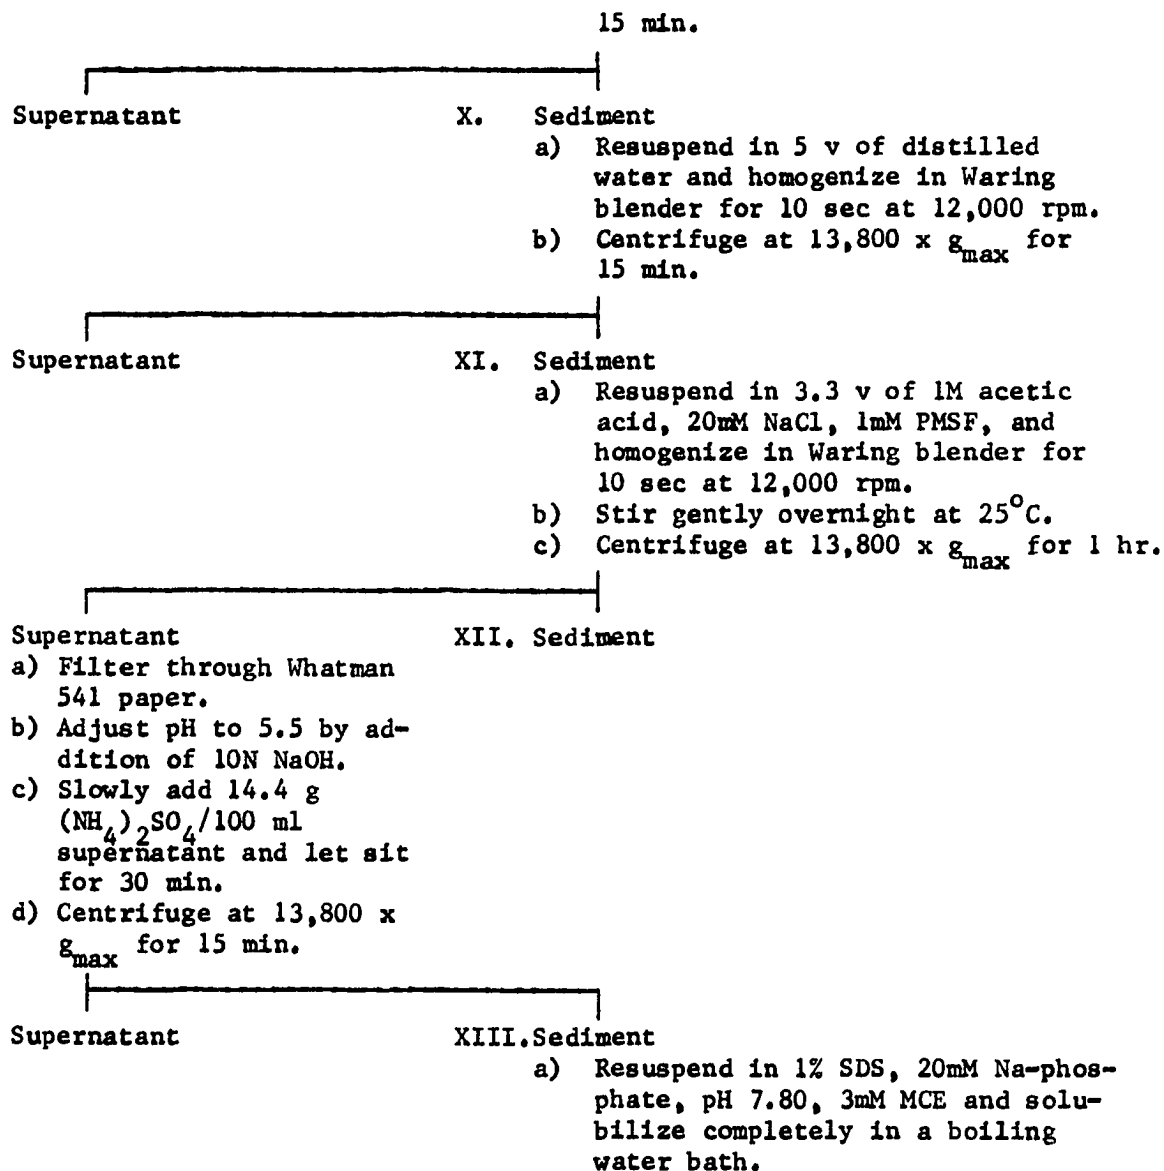 15 min.
Supernatant X. Sediment
a) Resuspend in 5 v of distilled
water and homogenize in Waring
blender for 10 sec at 12,000 rpm.
b) Centrifuge at 13,800 x g_max for
15 min.
Supernatant XI. Sediment
a) Resuspend in 3.3 v of 1M acetic
acid, 20mM NaCl, 1mM PMSF, and
homogenize in Waring blender for
10 sec at 12,000 rpm.
b) Stir gently overnight at 25°C.
c) Centrifuge at 13,800 x g_max for 1 hr.
Supernatant XII. Sediment
a) Filter through Whatman
541 paper.
b) Adjust pH to 5.5 by ad-
dition of 10N NaOH.
c) Slowly add 14.4 g
(NH4)2SO4/100 ml
supernatant and let sit
for 30 min.
d) Centrifuge at 13,800 x
g_max for 15 min.
Supernatant XIII. Sediment
a) Resuspend in 1% SDS, 20mM Na-phos-
phate, pH 7.80, 3mM MCE and solu-
bilize completely in a boiling
water bath.